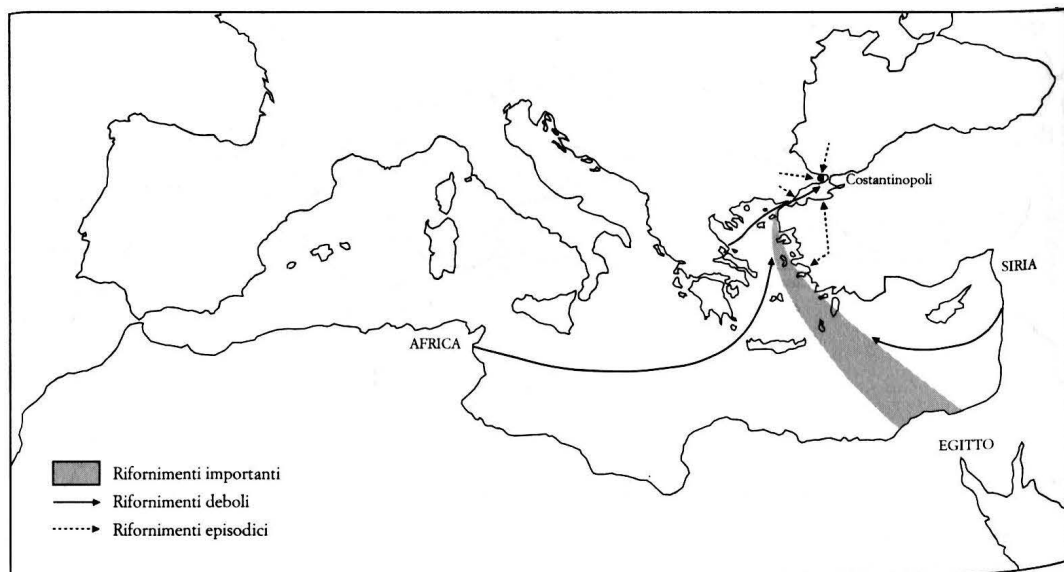 Costantinopoli
SIRIA
AFRICA
EGITTO
Rifornimenti importanti
Rifornimenti deboli
Rifornimenti episodici